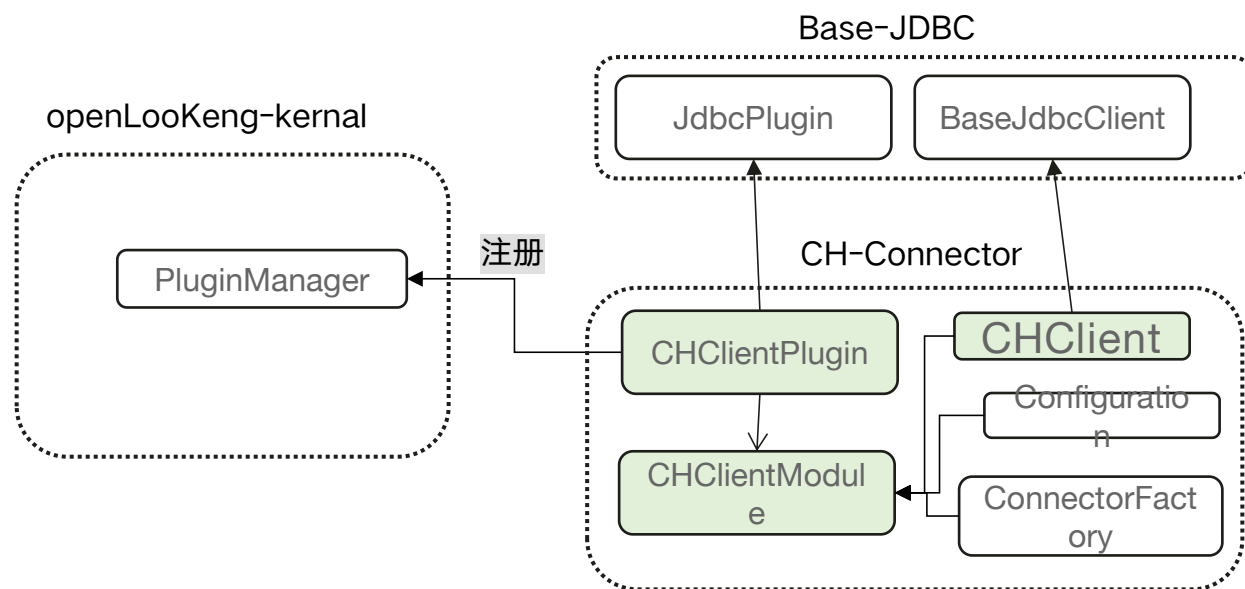 Base-JDBC
openLooKeng-kernal
JdbcPlugin
BaseJdbcClient
注册
CH-Connector
PluginManager
CHClientPlugin
CHClient
Configuratio
n
CHClientModul
e
ConnectorFact
ory